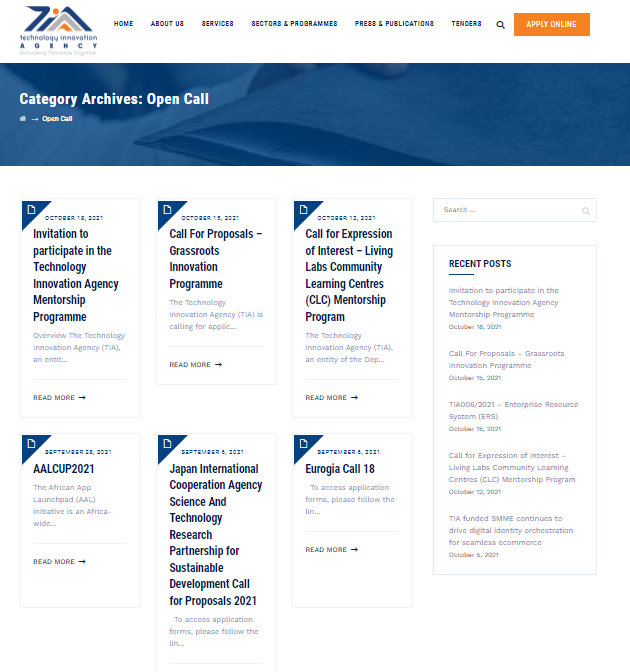 technology innovation
AGENCY
Innovating Tomorrow Together
HOME
ABOUT US
SERVICES
SECTORS & PROGRAMMES
PRESS & PUBLICATIONS
TENDERS
APPLY ONLINE
Category Archives: Open Call
→ Open Call
OCTOBER 18, 2021
Invitation to
participate in the
Technology
Innovation Agency
Mentorship
Programme
Overview The Technology
Innovation Agency (TIA),
an entit...
READ MORE →
OCTOBER 15, 2021
Call For Proposals –
Grassroots
Innovation
Programme
The Technology
Innovation Agency (TIA) is
calling for applic...
READ MORE →
OCTOBER 12, 2021
Call for Expression
of Interest – Living
Labs Community
Learning Centres
(CLC) Mentorship
Program
The Technology
Innovation Agency (TIA),
an entity of the Dep...
READ MORE →
SEPTEMBER 28, 2021
AALCUP2021
The African App
Launchpad (AAL)
initiative is an Africa-
wide...
READ MORE →
SEPTEMBER 6, 2021
Japan International
Cooperation Agency
Science And
Technology
Research
Partnership for
Sustainable
Development Call
for Proposals 2021
To access application
forms, please follow the
lin...
SEPTEMBER 6, 2021
Eurogia Call 18
To access application
forms, please follow the
lin...
READ MORE →
Search ...
RECENT POSTS
Invitation to participate in the
Technology Innovation Agency
Mentorship Programme
October 18, 2021
Call For Proposals – Grassroots
Innovation Programme
October 15, 2021
TIA006/2021 – Enterprise Resource
System (ERS)
October 15, 2021
Call for Expression of Interest –
Living Labs Community Learning
Centres (CLC) Mentorship Program
October 12, 2021
TIA funded SMME continues to
drive digital identity orchestration
for seamless ecommerce
October 5, 2021